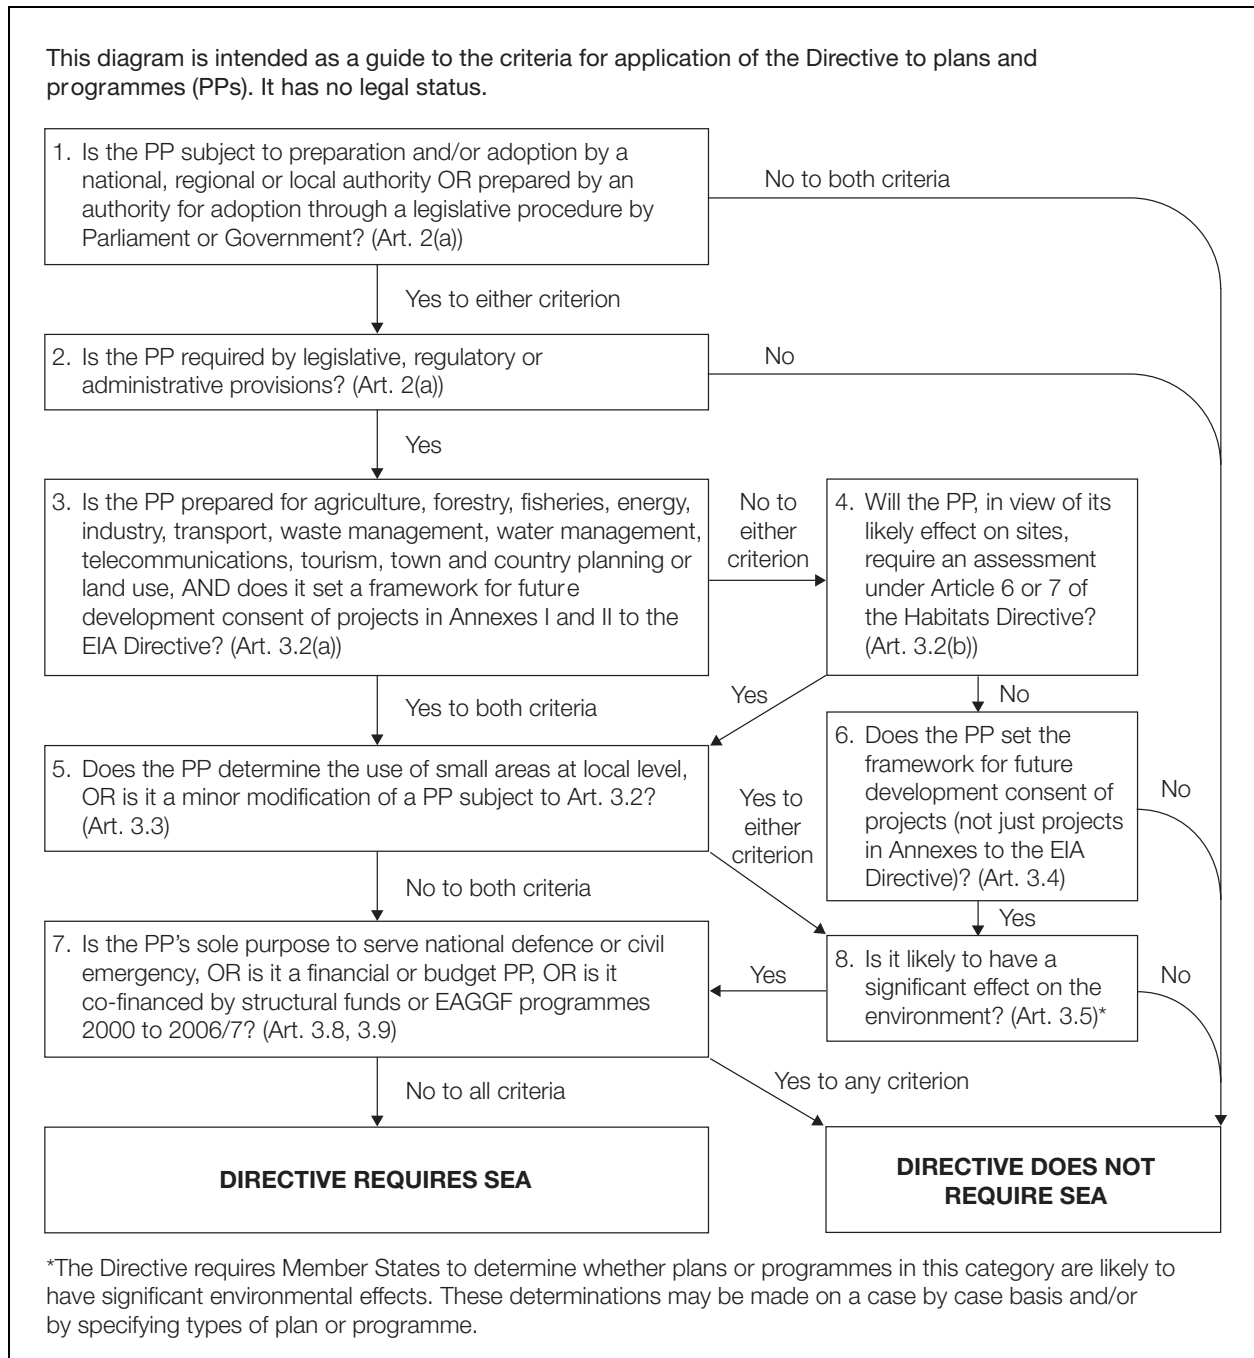 This diagram is intended as a guide to the criteria for application of the Directive to plans and
programmes (PPs). It has no legal status.
1. Is the PP subject to preparation and/or adoption by a
national, regional or local authority OR prepared by an
authority for adoption through a legislative procedure by
Parliament or Government? (Art. 2(a))
No to both criteria
Yes to either criterion
2. Is the PP required by legislative, regulatory or
administrative provisions? (Art. 2(a))
No
Yes
3. Is the PP prepared for agriculture, forestry, fisheries, energy,
industry, transport, waste management, water management,
telecommunications, tourism, town and country planning or
land use, AND does it set a framework for future
development consent of projects in Annexes I and II to the
EIA Directive? (Art. 3.2(a))
No to
either
criterion
4. Will the PP, in view of its
likely effect on sites,
require an assessment
under Article 6 or 7 of
the Habitats Directive?
(Art. 3.2(b))
Yes to both criteria
Yes
No
5. Does the PP determine the use of small areas at local level,
OR is it a minor modification of a PP subject to Art. 3.2?
(Art. 3.3)
Yes to
either
criterion
6. Does the PP set the
framework for future
development consent of
projects (not just projects
in Annexes to the EIA
Directive)? (Art. 3.4)
No
No to both criteria
Yes
7. Is the PP's sole purpose to serve national defence or civil
emergency, OR is it a financial or budget PP, OR is it
co-financed by structural funds or EAGGF programmes
2000 to 2006/7? (Art. 3.8, 3.9)
Yes
8. Is it likely to have a
significant effect on the
environment? (Art. 3.5)*
No
No to all criteria
Yes to any criterion
DIRECTIVE REQUIRES SEA
DIRECTIVE DOES NOT
REQUIRE SEA
*The Directive requires Member States to determine whether plans or programmes in this category are likely to
have significant environmental effects. These determinations may be made on a case by case basis and/or
by specifying types of plan or programme.